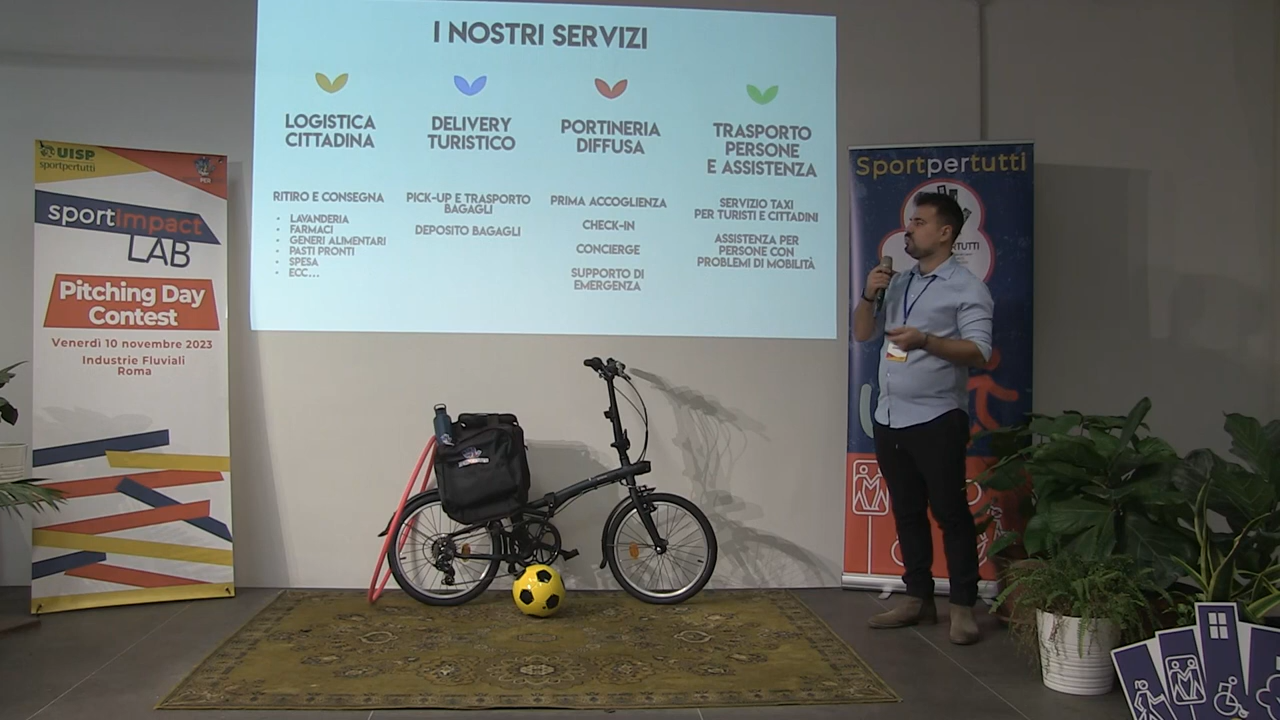 I NOSTRI SERVIZI
LOGISTICA
CITTADINA
RITIRO E CONSEGNA
• LAVANDERIA
• FARMACI
• GENERI ALIMENTARI
• PASTI PRONTI
• SPESA
• ECC...
DELIVERY
TURISTICO
PICK-UP E TRASPORTO
BAGAGLI
DEPOSITO BAGAGLI
PORTINERIA
DIFFUSA
PRIMA ACCOGLIENZA
CHECK-IN
CONCIERGE
SUPPORTO DI
EMERGENZA
TRASPORTO
PERSONE
E ASSISTENZA
SERVIZIO TAXI
PER TURISTI E CITTADINI
ASSISTENZA PER
PERSONE CON
PROBLEMI DI MOBILITÀ
UISP
sportpertutti
sportimpact
LAB
Pitching Day
Contest
Venerdì 10 novembre 2023
Industrie Fluviali
Roma
Sportpertutti